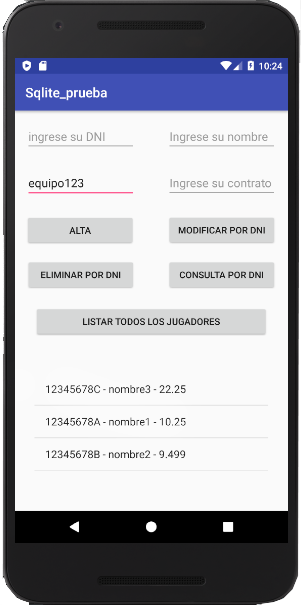 10:24
Sqlite_prueba
ingrese su DNI
Ingrese su nombre
equipo123
Ingrese su contrato
ALTA
MODIFICAR POR DNI
ELIMINAR POR DNI
CONSULTA POR DNI
LISTAR TODOS LOS JUGADORES
12345678C - nombre3 - 22.25
12345678A - nombre1 - 10.25
12345678B - nombre2 - 9.499